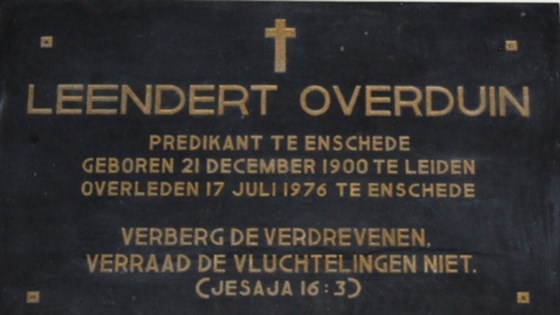 LEENDERT OVERDUIN
PREDIKANT TE ENSCHEDE
GEBOREN 21 DECEMBER 1900 TE LEIDEN
OVERLEDEN 17 JULI 1976 TE ENSCHEDE
VERBERG DE VERDREVENEN,
VERRAAD DE VLUCHTELINGEN NIET.
(JESAJA 16:3)